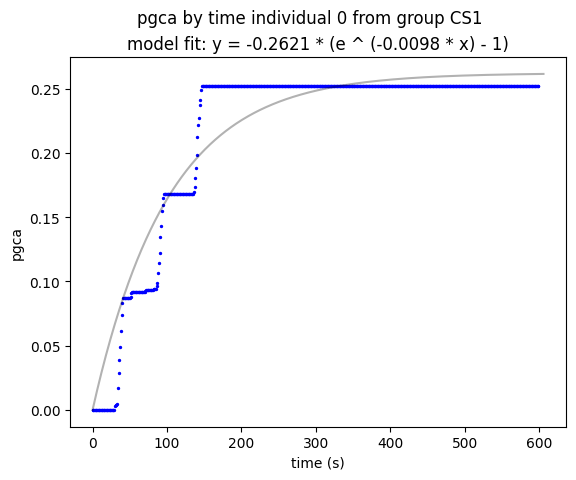 pgca by time individual 0 from group CS1
model fit: y = -0.2621 * (e ^ (-0.0098 * x) - 1)
0.25
0.20
0.15
0.10
0.05
0.00
pgca
0 100 200 300 400 500 600
time (s)